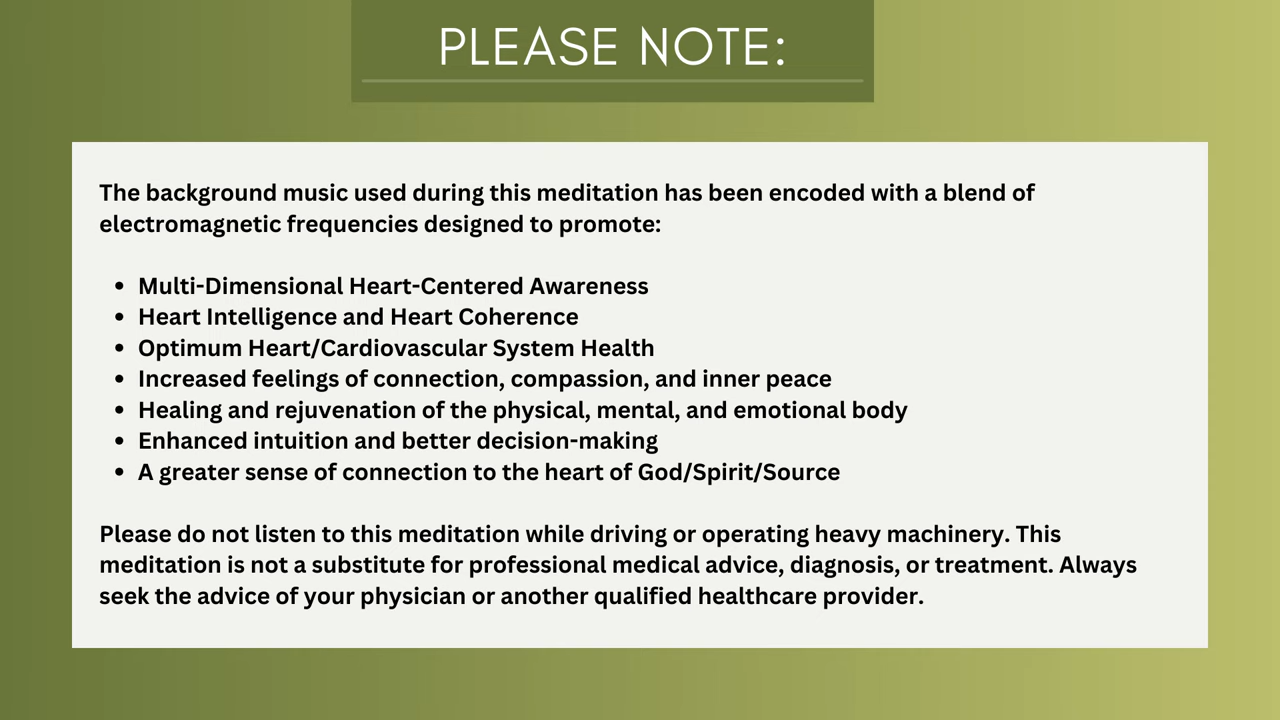 PLEASE NOTE:
The background music used during this meditation has been encoded with a blend of
electromagnetic frequencies designed to promote:
• Multi-Dimensional Heart-Centered Awareness
• Heart Intelligence and Heart Coherence
• Optimum Heart/Cardiovascular System Health
• Increased feelings of connection, compassion, and inner peace
• Healing and rejuvenation of the physical, mental, and emotional body
• Enhanced intuition and better decision-making
• A greater sense of connection to the heart of God/Spirit/Source
Please do not listen to this meditation while driving or operating heavy machinery. This
meditation is not a substitute for professional medical advice, diagnosis, or treatment. Always
seek the advice of your physician or another qualified healthcare provider.